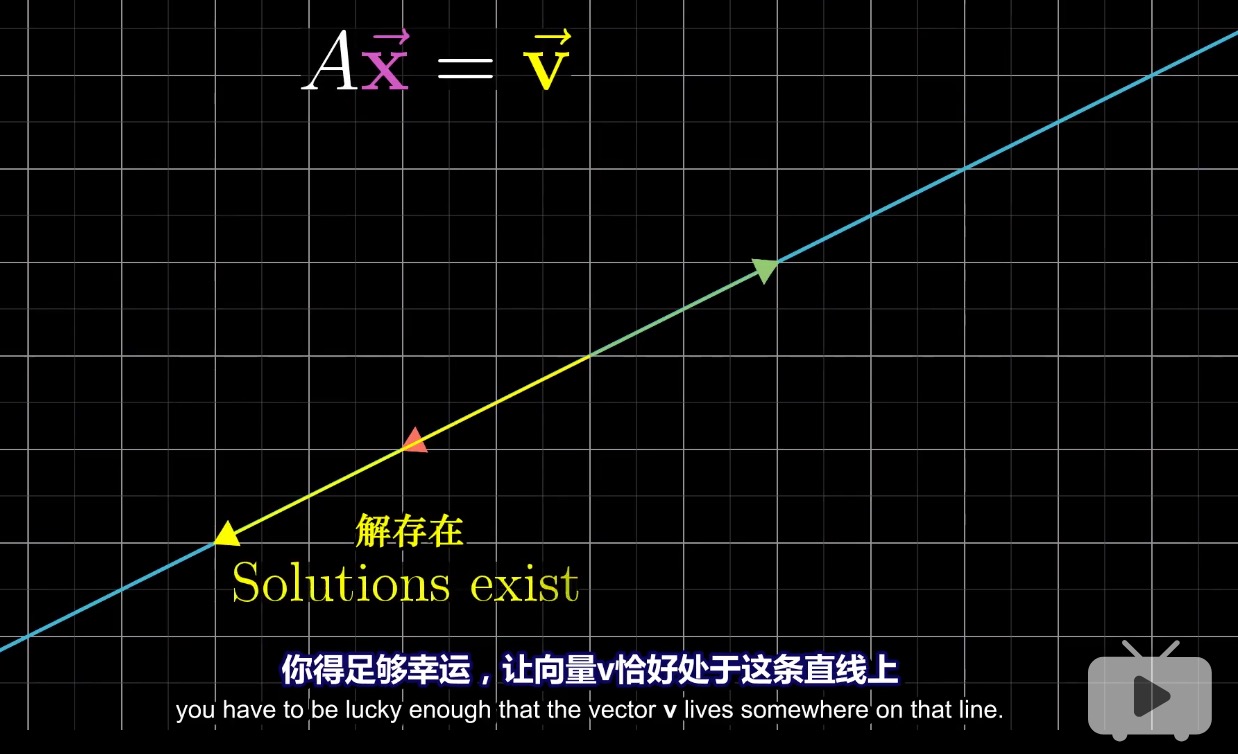 A\vec{x} = \vec{v}
解存在
Solutions exist
你得足够幸运，让向量v恰好处于这条直线上
you have to be lucky enough that the vector v lives somewhere on that line.